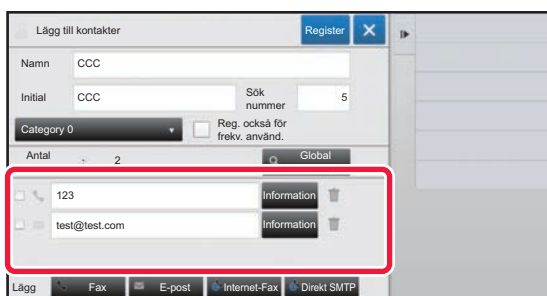 Lägg till kontakter Register
Namn CCC
Initial CCC Sök nummer 5
Category 0 Reg. också för frekv. använd.
Antal 2 Global
123 Information
test@test.com Information
Lägg Fax E-post Internet-Fax Direkt SMTP